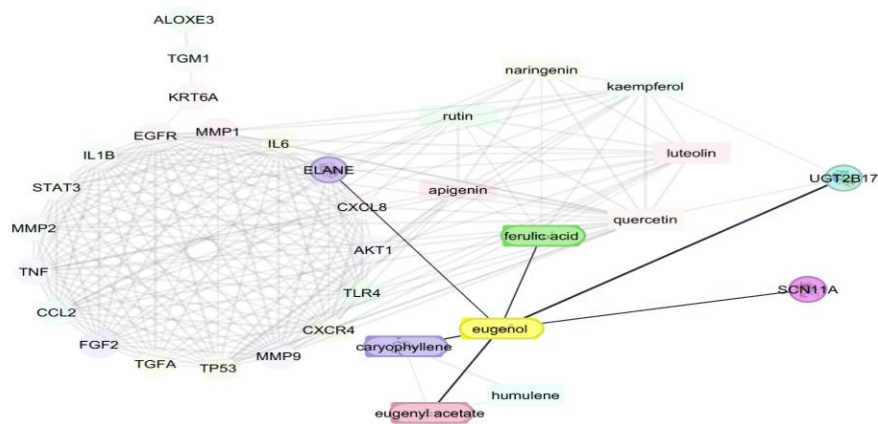 ALOXE3
TGM1
naringenin
kaempferol
KRT6A
rutin
EGFR
MMP1
IL6
IL1B
luteolin
ELANE
UGT2B17
STAT3
apigenin
CXCL8
quercetin
MMP2
ferulic acid
AKT1
TNF
TLR4
SCN11A
CCL2
CXCR4
eugenol
FGF2
caryophyllene
MMP9
TGFA
TP53
humulene
eugenyl acetate